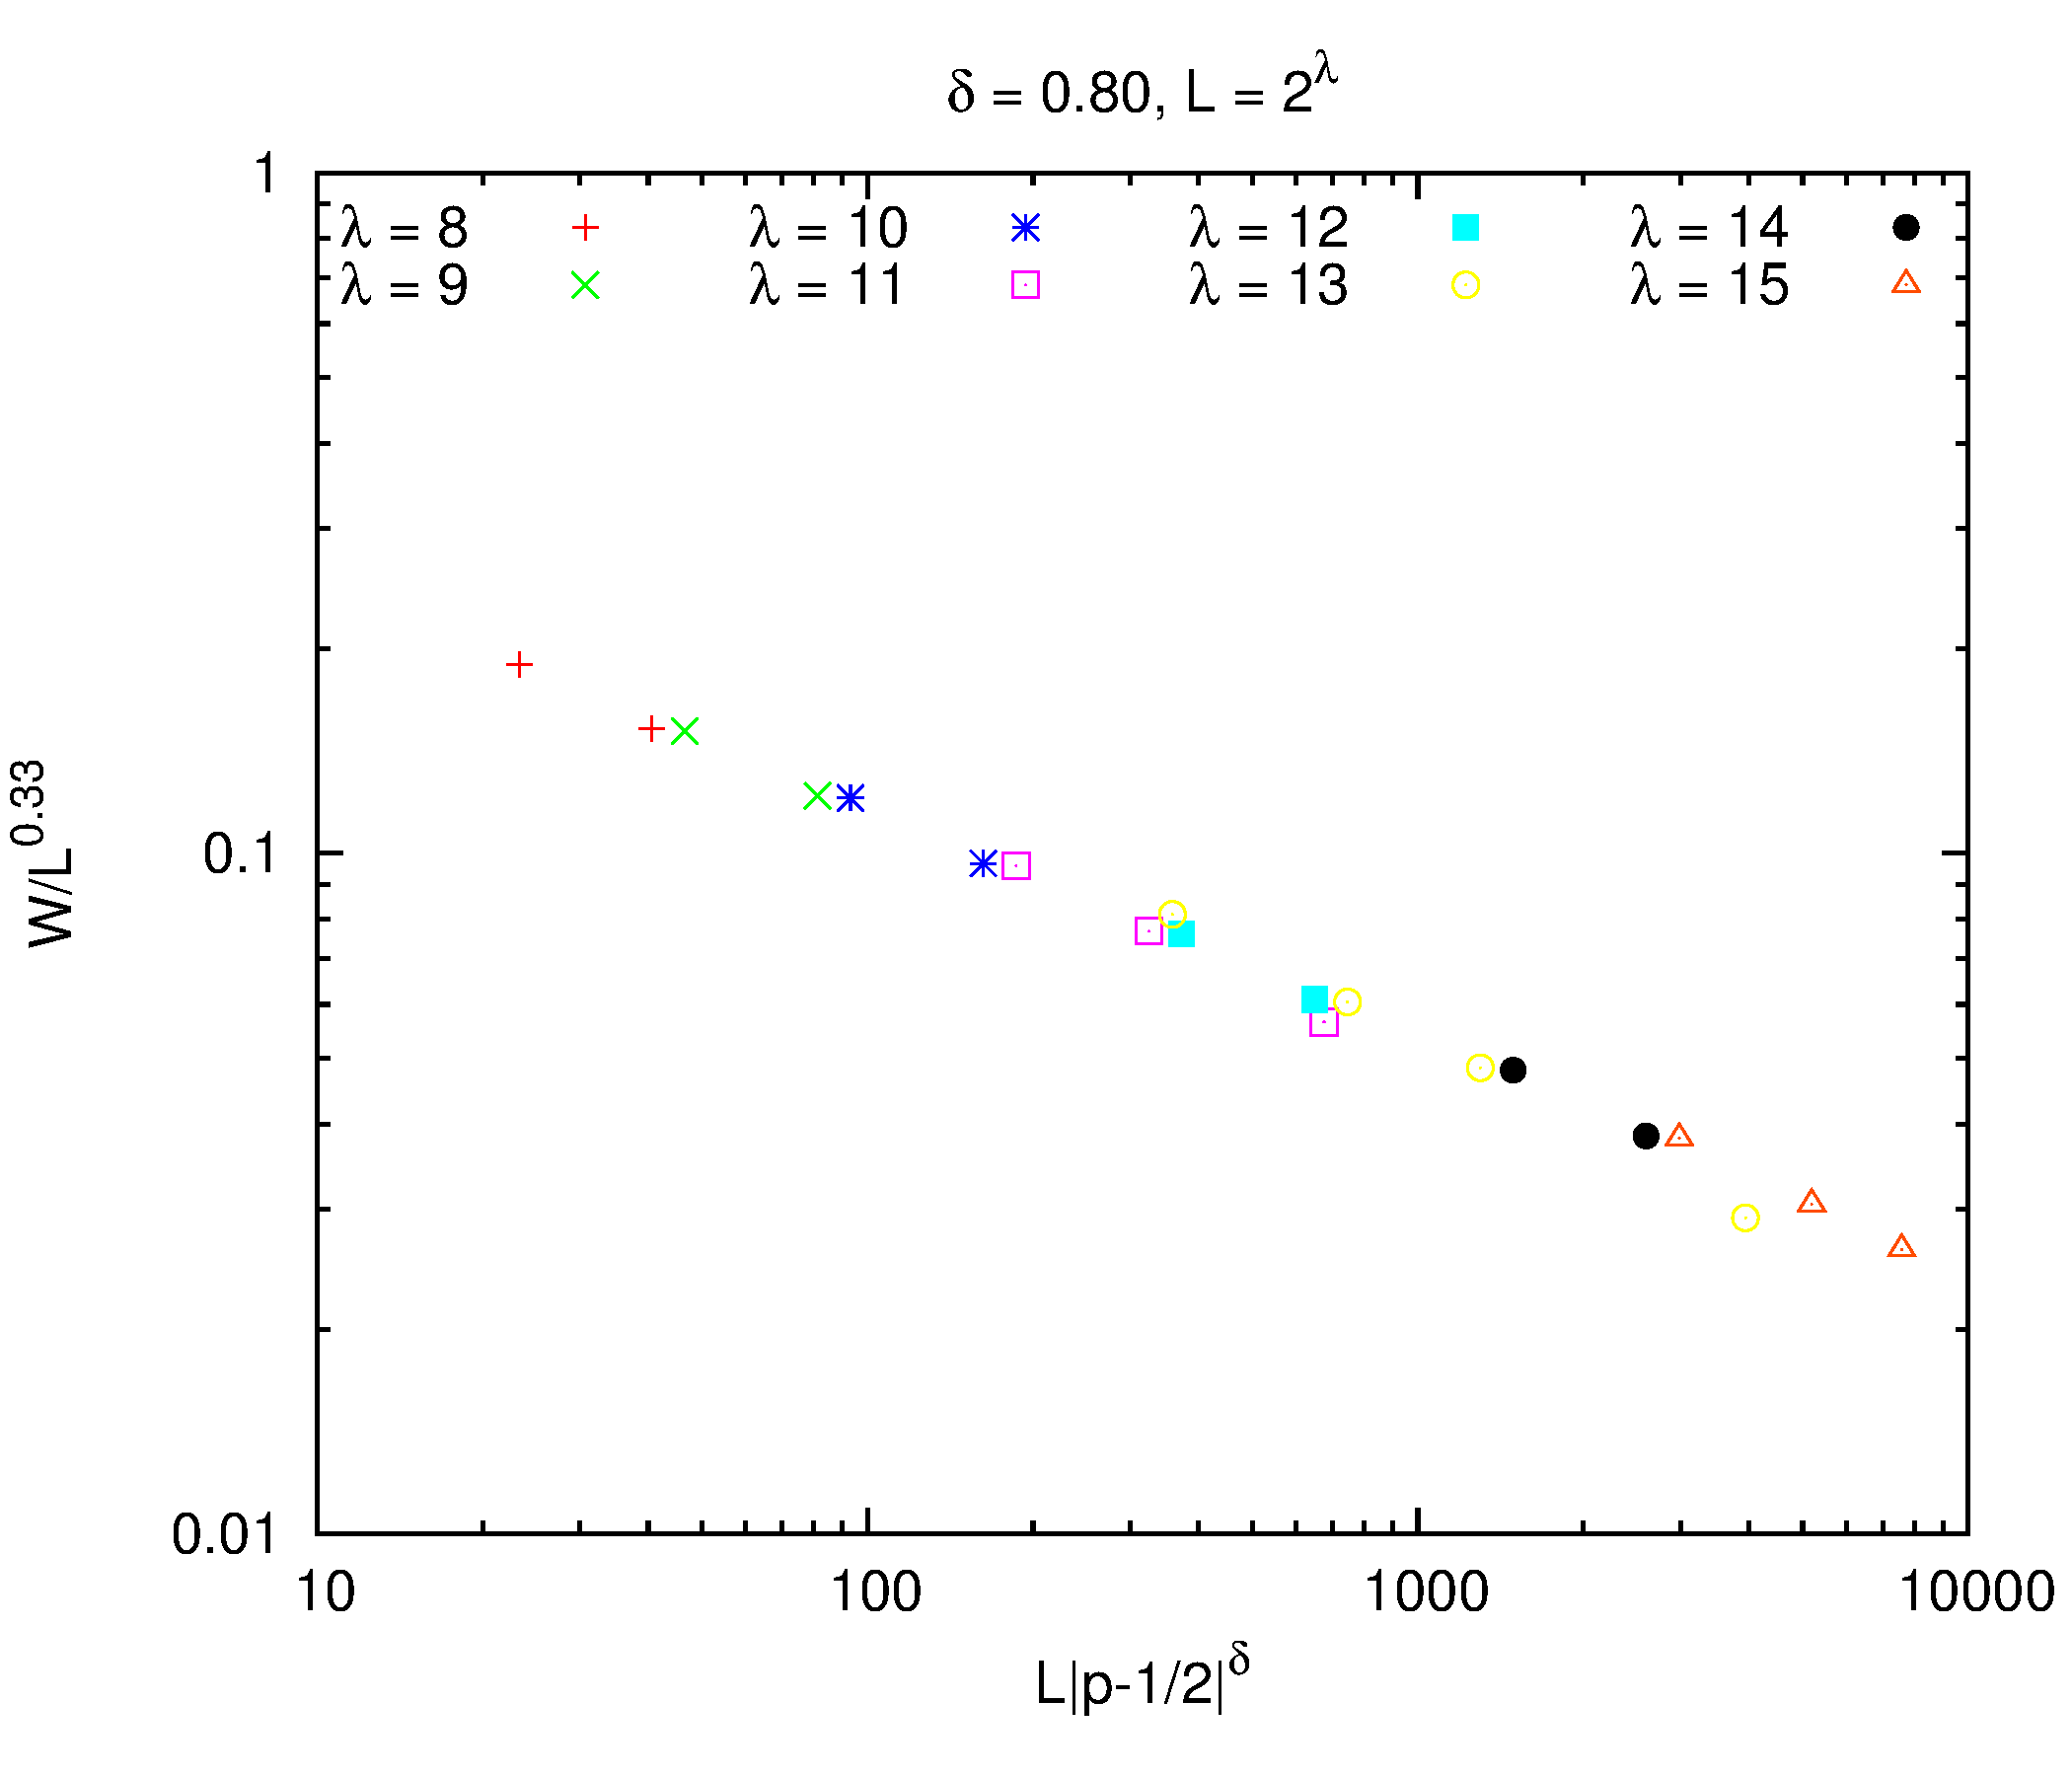 δ = 0.80, L = 2^λ
1
λ = 8 λ = 10 λ = 12 λ = 14
λ = 9 λ = 11 λ = 13 λ = 15
W/L^0.33
0.1
0.01
10 100 1000 10000
L|p-1/2|^δ